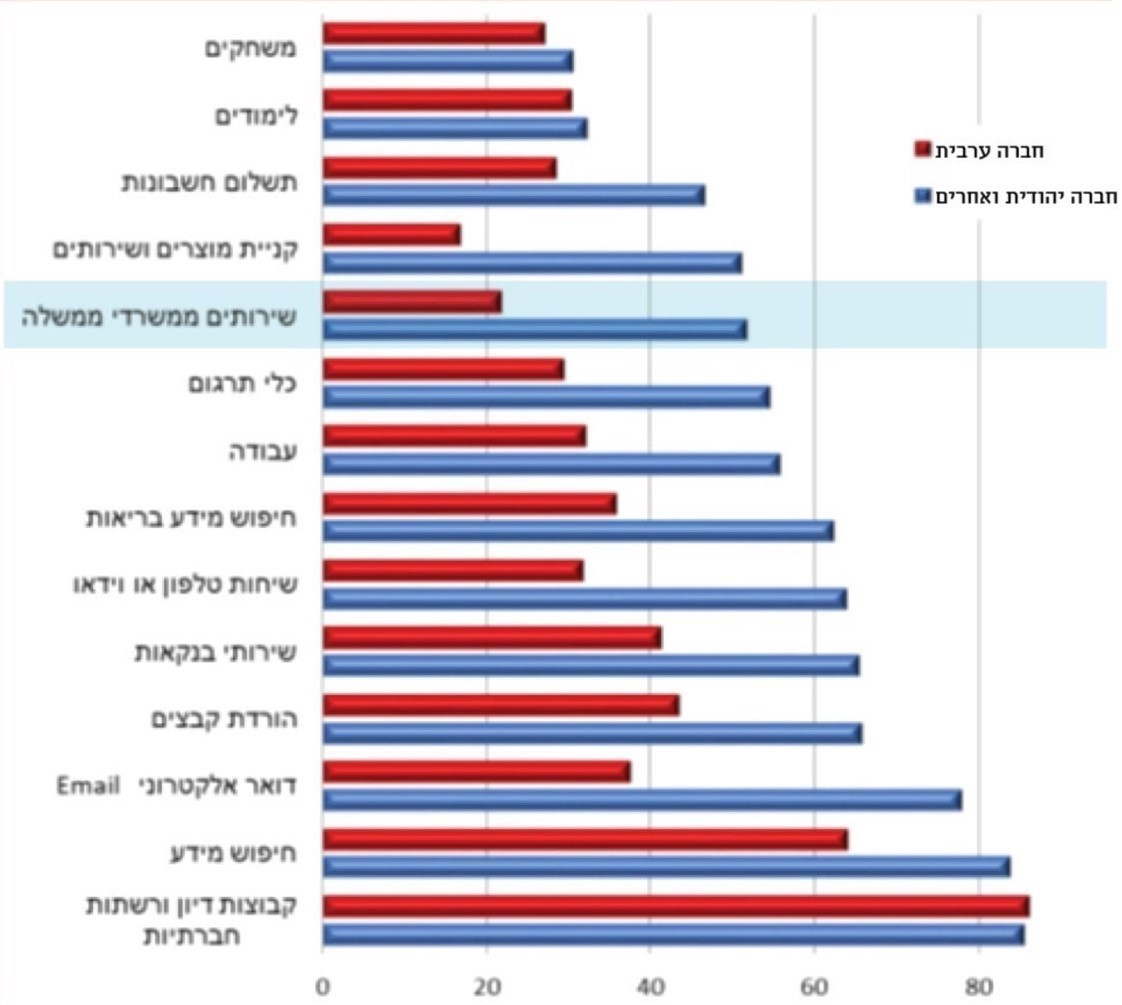 משחקים
לימודים
תשלום חשבונות
קניית מוצרים ושירותים
שירותים ממשרדי ממשלה
כלי תרגום
עבודה
חיפוש מידע בריאות
שיחות טלפון או וידאו
שירותי בנקאות
הורדת קבצים
דואר אלקטרוני Email
חיפוש מידע
קבוצות דיון ורשתות
חברתיות
חברה ערבית
חברה יהודית ואחרים
0 20 40 60 80